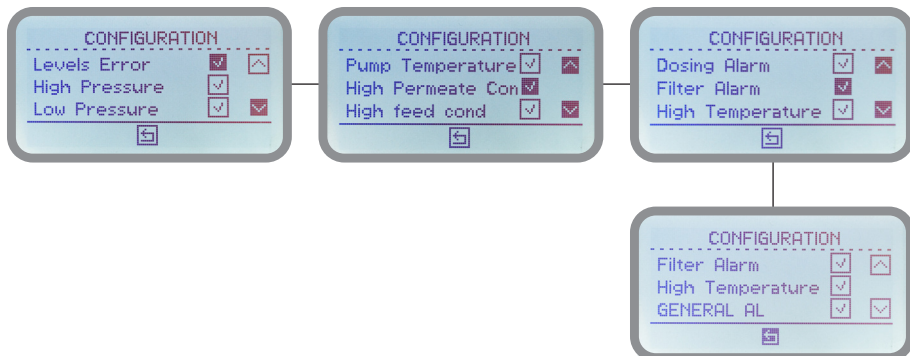 CONFIGURATION
Levels Error
High Pressure
Low Pressure
CONFIGURATION
Pump Temperature
High Permeate Con
High feed cond
CONFIGURATION
Dosing Alarm
Filter Alarm
High Temperature
CONFIGURATION
Filter Alarm
High Temperature
GENERAL AL